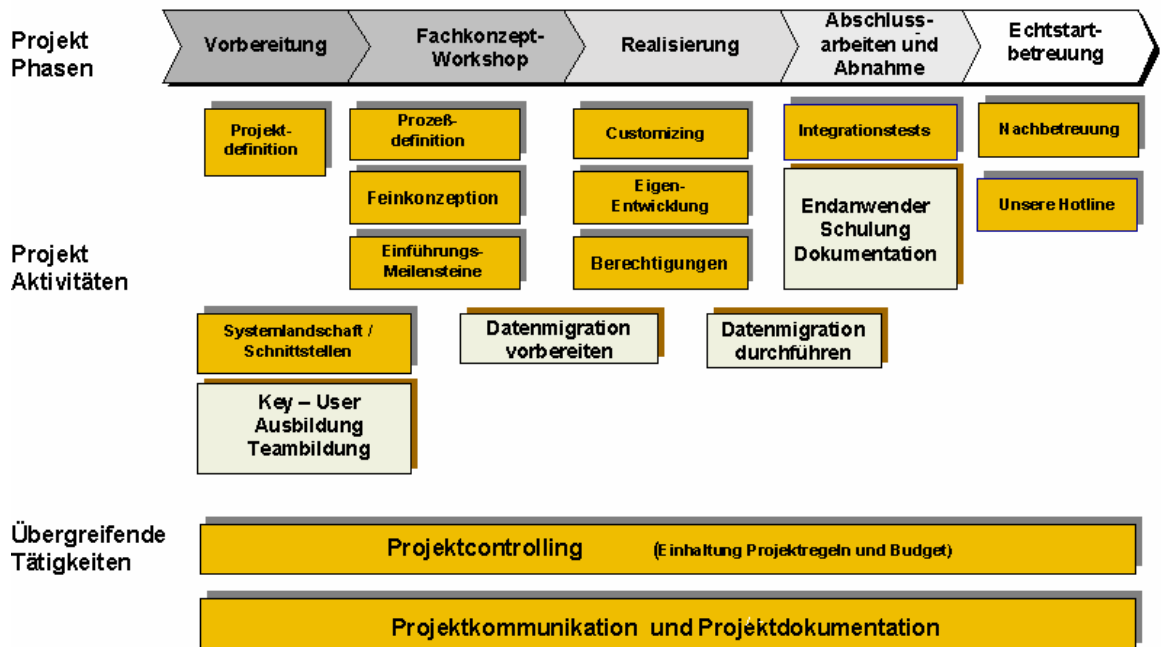 Projekt
Phasen
Vorbereitung
Fachkonzept-
Workshop
Realisierung
Abschluss-
arbeiten und
Abnahme
Echtstart-
betreuung
Projekt
Aktivitäten
Projekt-
definition
Prozeß-
definition
Feinkonzeption
Einführungs-
Meilensteine
Customizing
Eigen-
Entwicklung
Berechtigungen
Integrationstests
Endanwender
Schulung
Dokumentation
Nachbetreuung
Unsere Hotline
Systemlandschaft /
Schnittstellen
Datenmigration
vorbereiten
Datenmigration
durchführen
Key – User
Ausbildung
Teambildung
Übergreifende
Tätigkeiten
Projektcontrolling (Einhaltung Projektregeln und Budget)
Projektkommunikation und Projektdokumentation